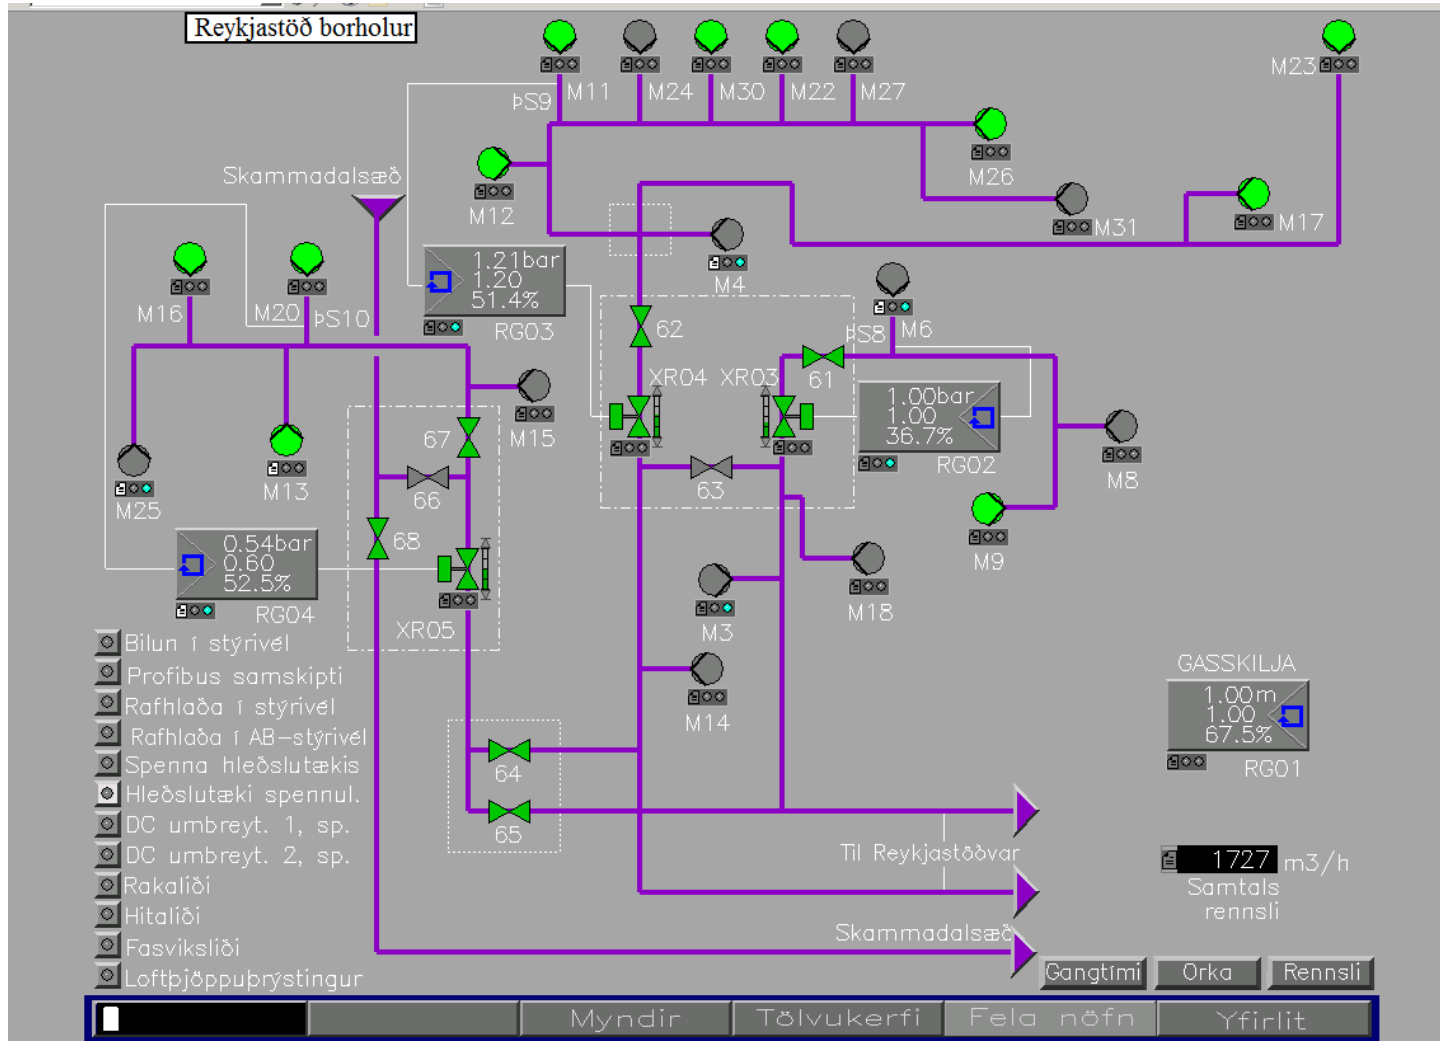 Reykjastöð borholur
M11
M24
M30
M22
M27
M23
ÞS9
M26
Skammadalsæð
M12
M31
M17
M4
1.21bar
1.20
51.4%
RG03
M16
M20
ÞS10
62
ÞS8
M6
61
XR04
XR03
1.00bar
1.00
36.7%
RG02
M15
67
M8
M25
M13
66
63
M9
68
0.54bar
0.60
52.5%
RG04
M18
XR05
M3
M14
Bilun í stýrivél
Profibus samskipti
Rafhlaða í stýrivél
Rafhlaða í AB-stýrivél
Spenna hleðslutækis
Hleðslutæki spennul.
DC umbreyt. 1, sp.
DC umbreyt. 2, sp.
Rakaliði
Hitaliði
Fasviksliði
Loftþjöppuþrýstingur
64
65
GASSKILJA
1.00m
1.00
67.5%
RG01
Til Reykjastöðvar
1727 m3/h
Samtals
rennsli
Skammadalsæð
Gangtími
Orka
Rennsli
Myndir
Tölvukerfi
Fela nöfn
Yfirlit